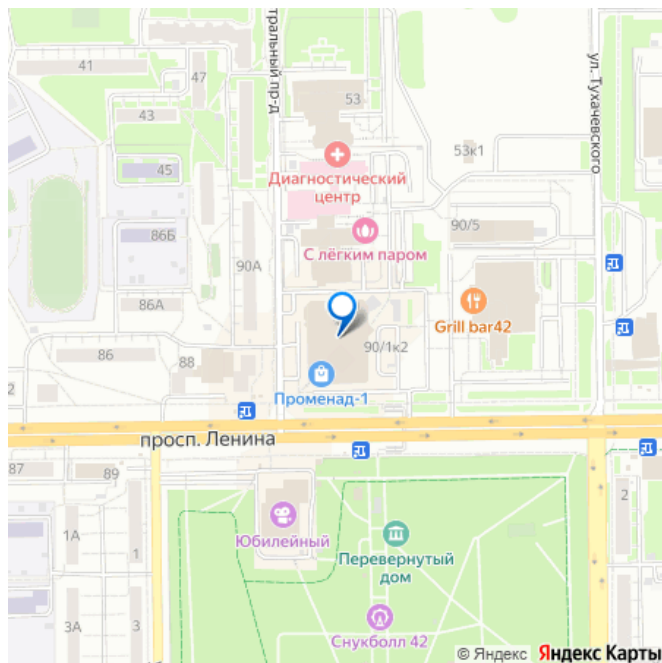 41
47
43
45
86Б
86А
86
88
90А
2
тральный пр-д
53
53к1
ул. Тухачевского
Диагностический
центр
90/5
С лёгким паром
Grill bar42
90/1к2
Променад-1
просп. Ленина
87
89
1А
1
3А
3
2
Юбилейный
Перевернутый
дом
Снукболл 42
© Яндекс Яндекс Карты